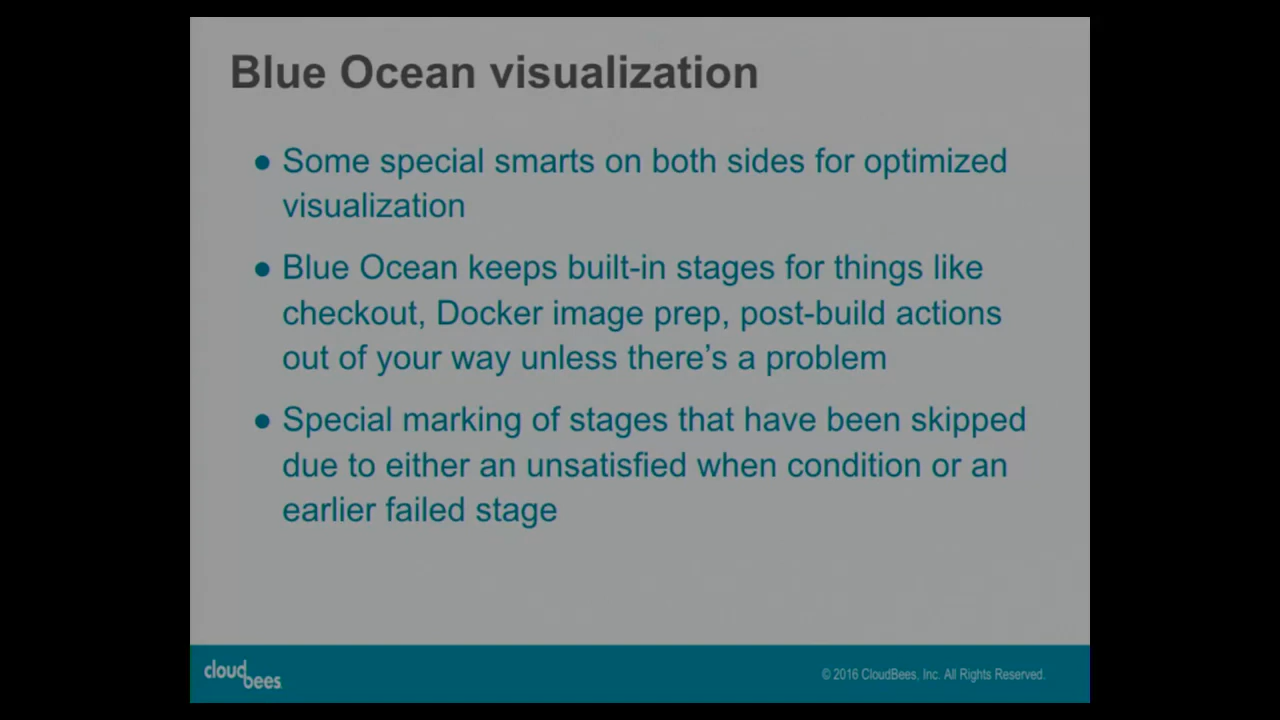 Blue Ocean visualization
● Some special smarts on both sides for optimized
visualization
● Blue Ocean keeps built-in stages for things like
checkout, Docker image prep, post-build actions
out of your way unless there’s a problem
● Special marking of stages that have been skipped
due to either an unsatisfied when condition or an
earlier failed stage
cloudbees
© 2016 CloudBees, Inc. All Rights Reserved.